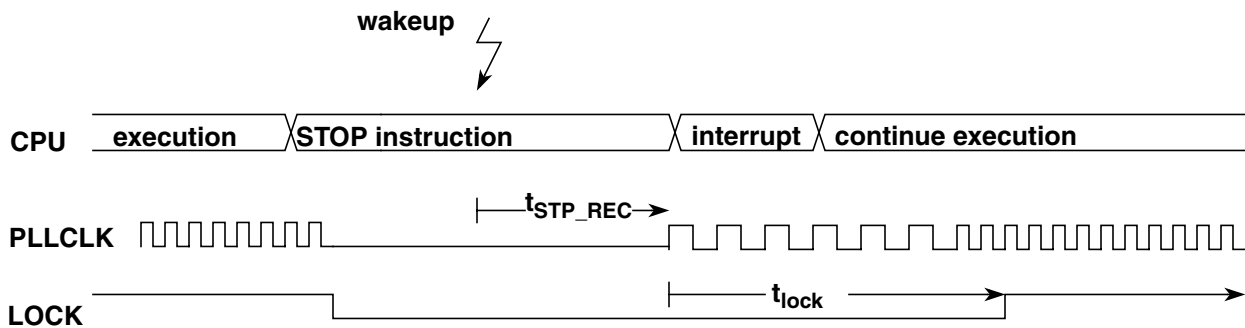 wakeup
CPU execution STOP instruction interrupt continue execution
tSTP_REC
PLLCLK
tlock
LOCK